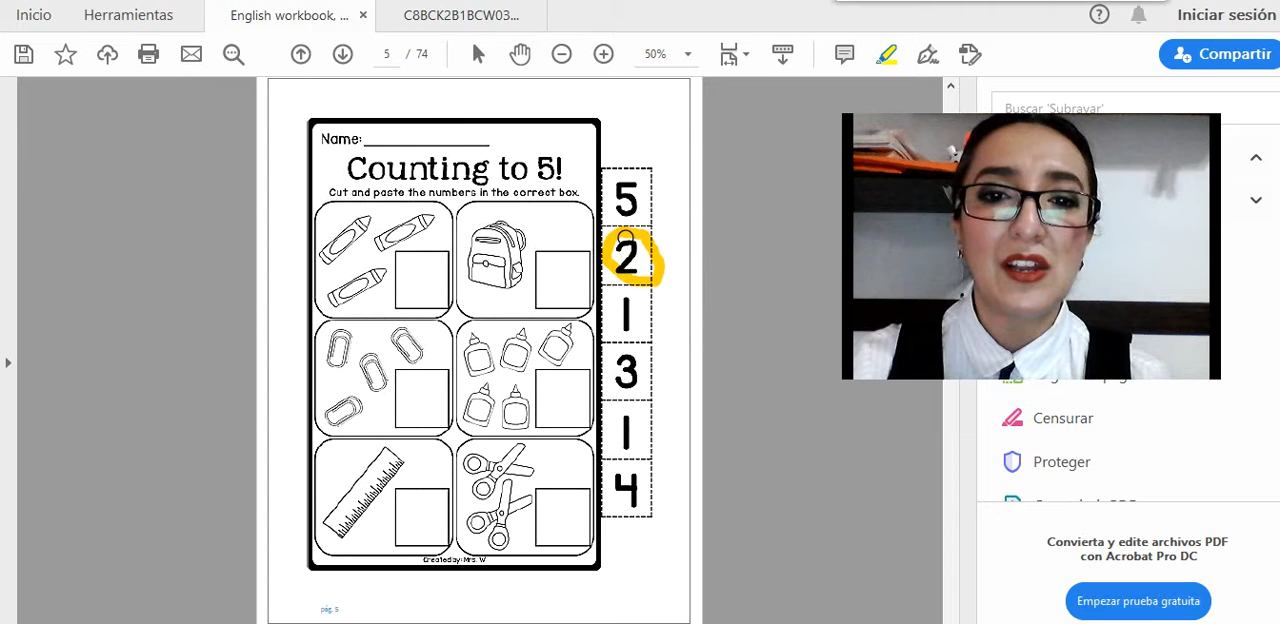 Inicio
Herramientas
English workbook, ...
C8BCK2B1BCW03...
Iniciar sesión
5 / 74
50%
Compartir
Buscar 'Subrayar'
Name:
Counting to 5!
Cut and paste the numbers in the correct box.
5
2
1
3
1
4
Created by: Mrs. W
pág. 5
Censurar
Proteger
Convierta y edite archivos PDF
con Acrobat Pro DC
Empezar prueba gratuita